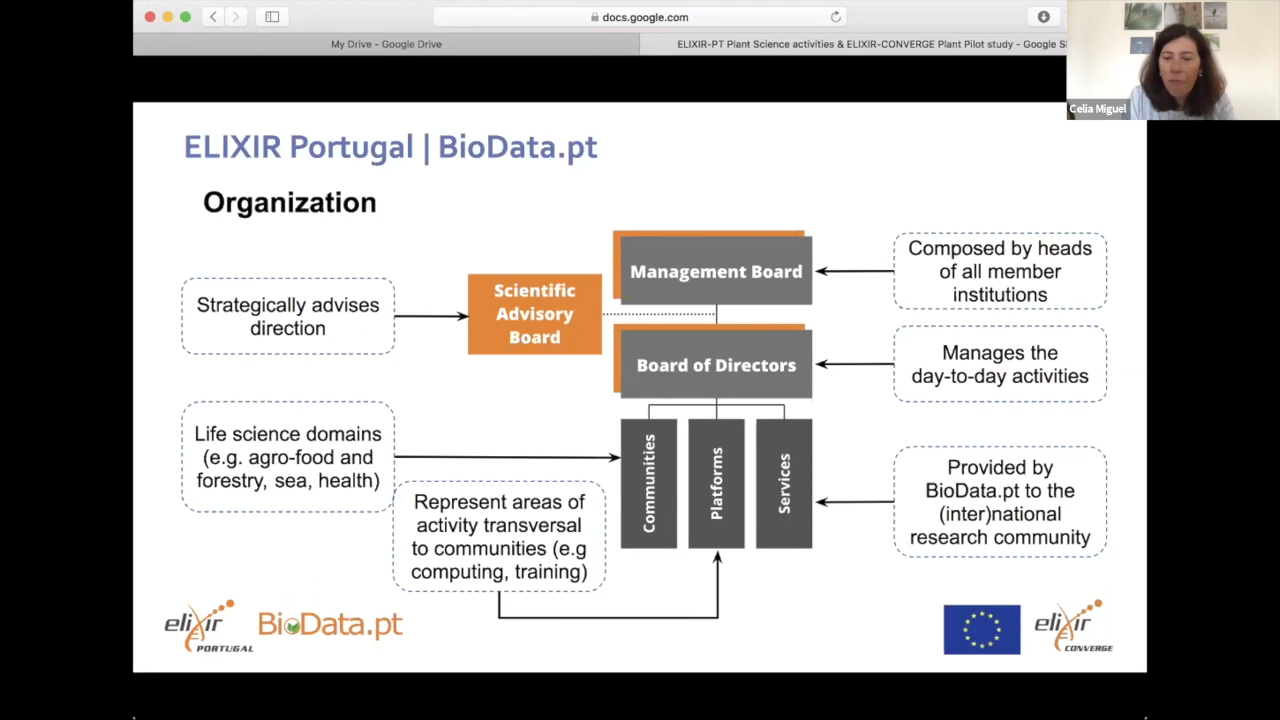 docs.google.com
My Drive - Google Drive
ELIXIR-PT Plant Science activities & ELIXIR-CONVERGE Plant Pilot study - Google Sl
Celia Miguel
ELIXIR Portugal | BioData.pt
Organization
Management Board
Composed by heads
of all member
institutions
Strategically advises
direction
Scientific
Advisory
Board
Board of Directors
Manages the
day-to-day activities
Life science domains
(e.g. agro-food and
forestry, sea, health)
Communities
Platforms
Services
Represent areas of
activity transversal
to communities (e.g
computing, training)
Provided by
BioData.pt to the
(inter)national
research community
elixir
PORTUGAL
BioData.pt
elixir
CONVERGE